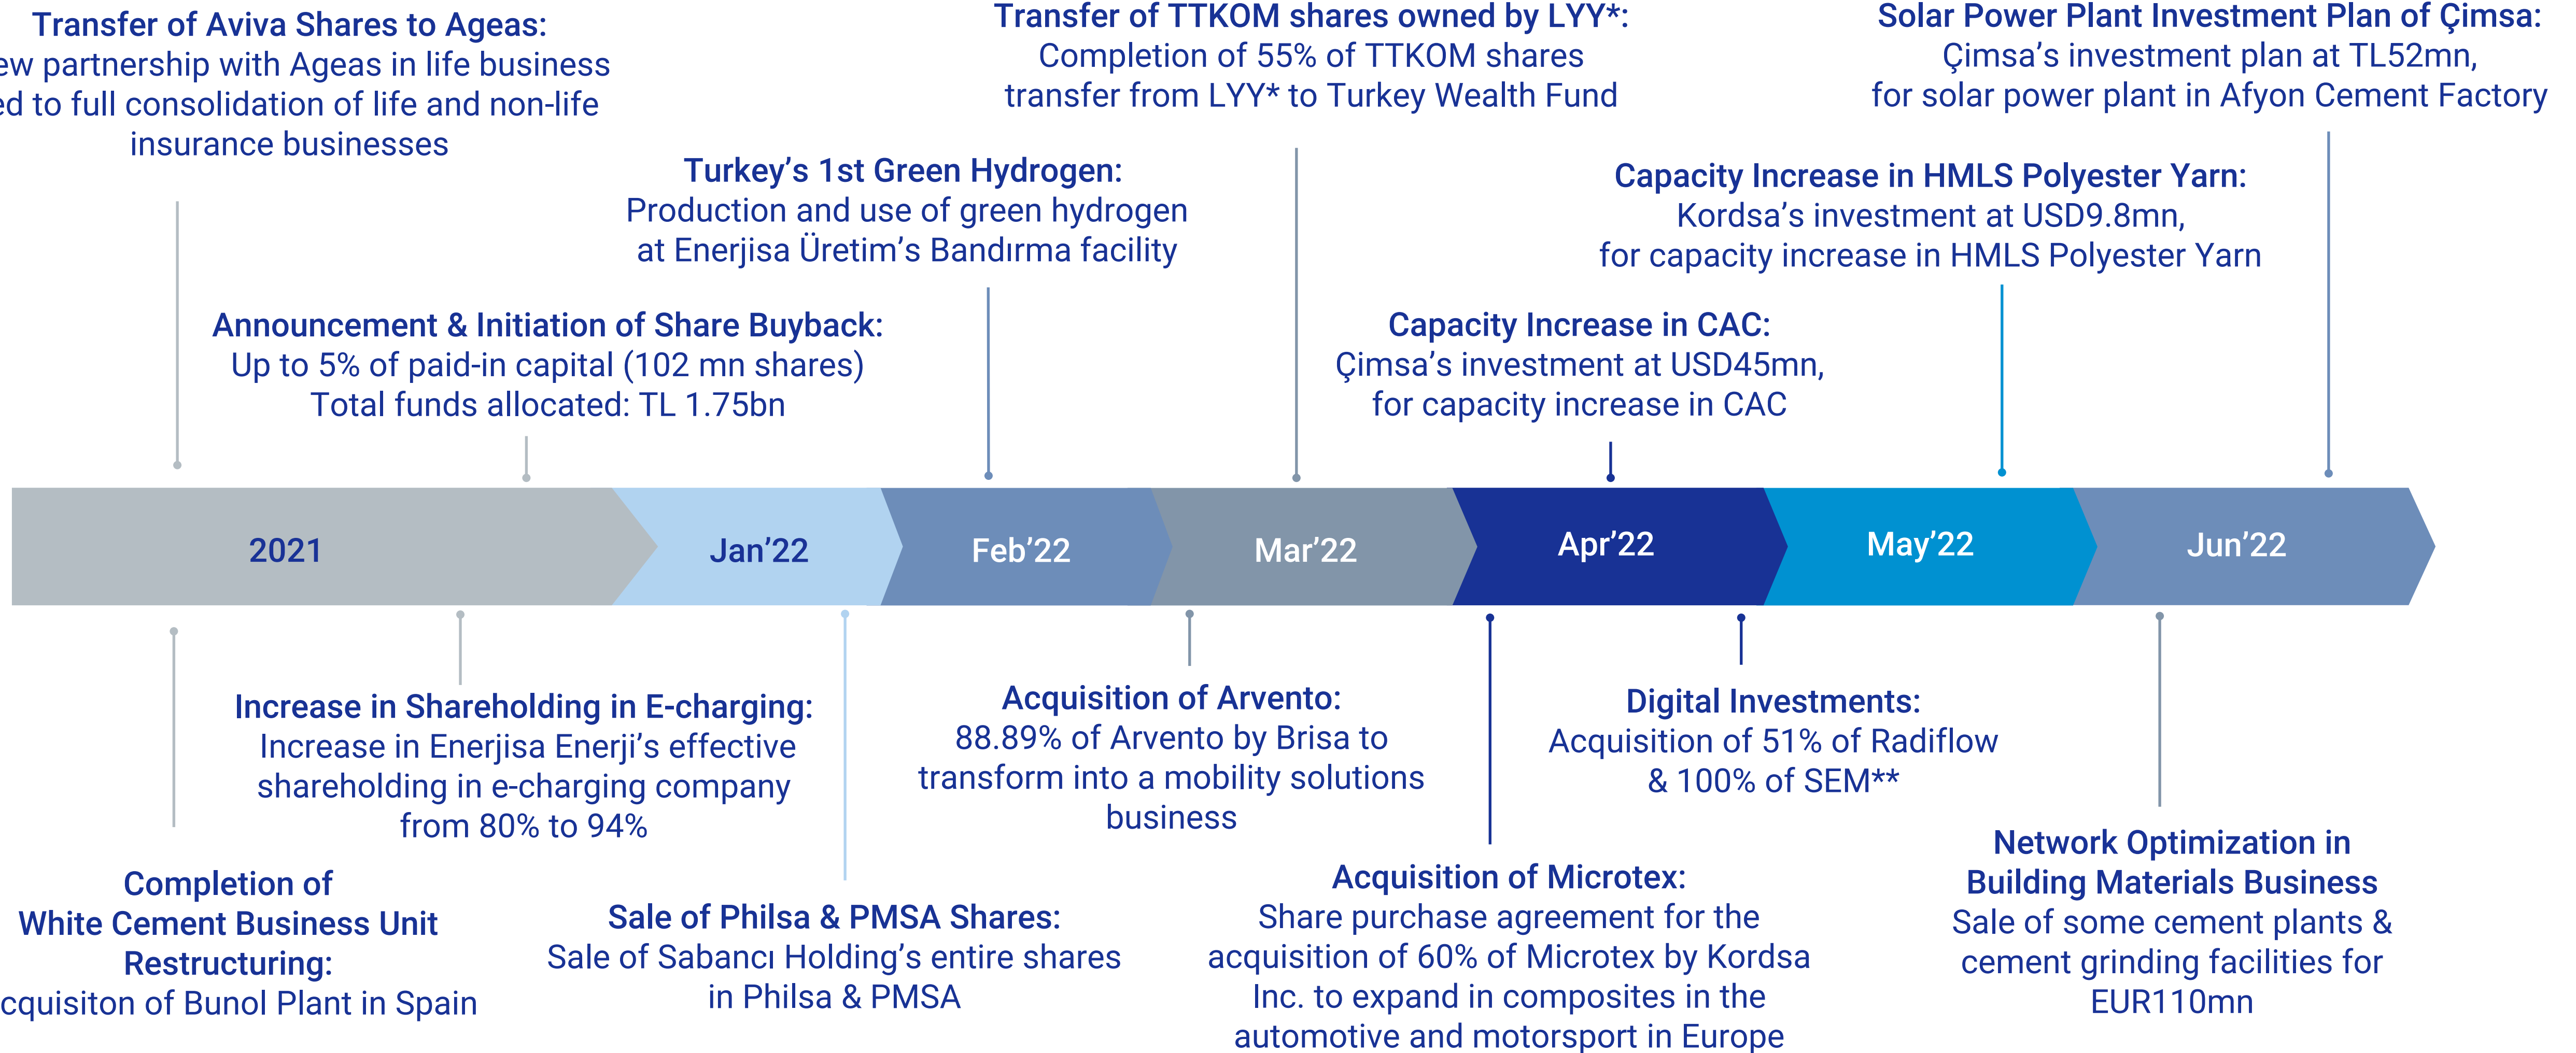 Transfer of Aviva Shares to Ageas:
partnership with Ageas in life business
to full consolidation of life and non-life
insurance businesses
Announcement & Initiation of Share Buyback:
Up to 5% of paid-in capital (102 mn shares)
Total funds allocated: TL 1.75bn
Turkey’s 1st Green Hydrogen:
Production and use of green hydrogen
at Enerjisa Üretim’s Bandırma facility
Transfer of TTKOM shares owned by LYY*:
Completion of 55% of TTKOM shares
transfer from LYY* to Turkey Wealth Fund
Capacity Increase in CAC:
Çimsa’s investment at USD45mn,
for capacity increase in CAC
Capacity Increase in HMLS Polyester Yarn:
Kordsa’s investment at USD9.8mn,
for capacity increase in HMLS Polyester Yarn
Solar Power Plant Investment Plan of Çimsa:
Çimsa’s investment plan at TL52mn,
for solar power plant in Afyon Cement Factory
2021
Jan’22
Feb’22
Mar’22
Apr’22
May’22
Jun’22
Completion of
White Cement Business Unit
Restructuring:
cquisiton of Bunol Plant in Spain
Increase in Shareholding in E-charging:
Increase in Enerjisa Enerji’s effective
shareholding in e-charging company
from 80% to 94%
Sale of Philsa & PMSA Shares:
Sale of Sabancı Holding’s entire shares
in Philsa & PMSA
Acquisition of Arvento:
88.89% of Arvento by Brisa to
transform into a mobility solutions
business
Acquisition of Microtex:
Share purchase agreement for the
acquisition of 60% of Microtex by Kordsa
Inc. to expand in composites in the
automotive and motorsport in Europe
Digital Investments:
Acquisition of 51% of Radiflow
& 100% of SEM**
Network Optimization in
Building Materials Business
Sale of some cement plants &
cement grinding facilities for
EUR110mn